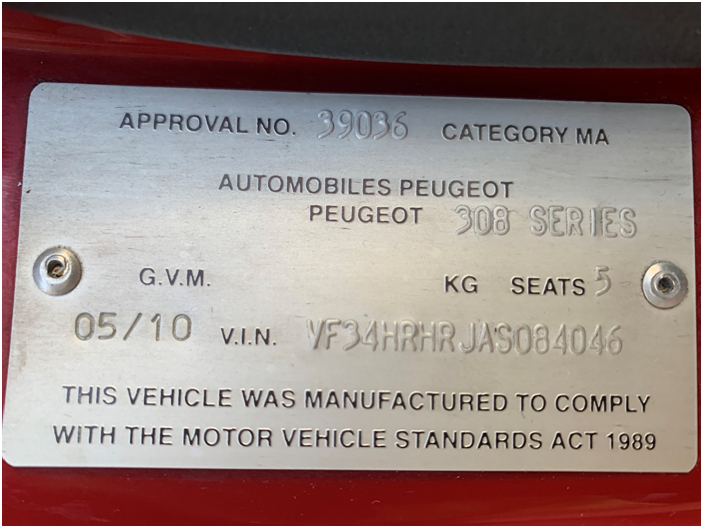 APPROVAL NO. 39036 CATEGORY MA
AUTOMOBILES PEUGEOT
PEUGEOT 308 SERIES
G.V.M. KG SEATS 5
05/10 V.I.N. VF34HRHRJAS084046
THIS VEHICLE WAS MANUFACTURED TO COMPLY
WITH THE MOTOR VEHICLE STANDARDS ACT 1989